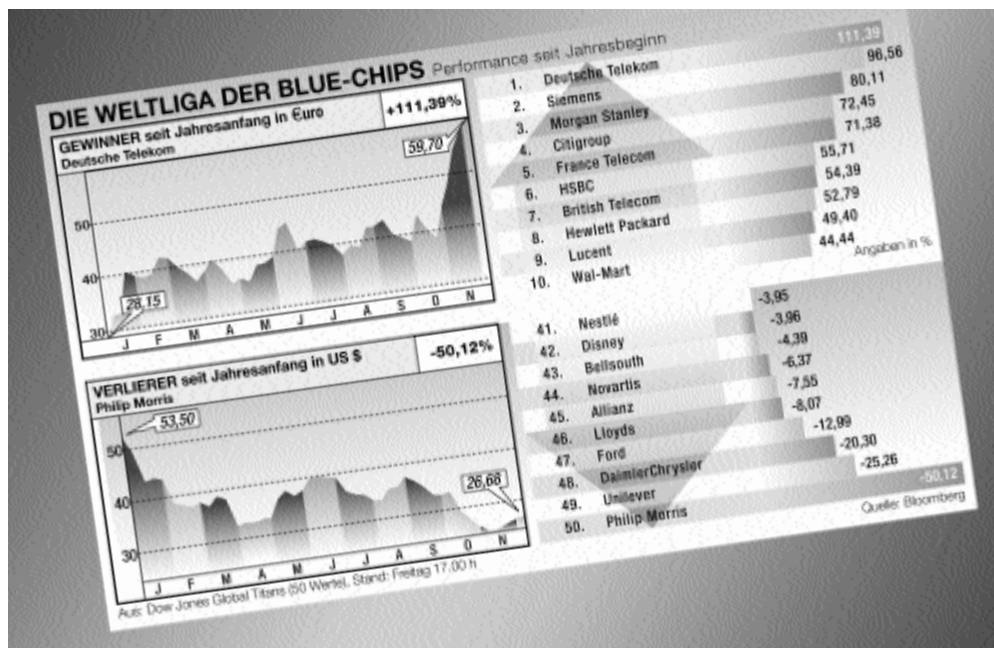 DIE WELTLIGA DER BLUE-CHIPS Performance seit Jahresbeginn
GEWINNER seit Jahresanfang in €uro
Deutsche Telekom
+111,39%
59,70
50
40
30
28,15
J F M A M J J A S O N
VERLIERER seit Jahresanfang in US $
Philip Morris
-50,12%
53,50
50
40
30
26,68
J F M A M J J A S O N
1. Deutsche Telekom 111,39
2. Siemens 96,56
3. Morgan Stanley 80,11
4. Citigroup 72,45
5. France Telecom 71,38
6. HSBC 55,71
7. British Telecom 54,39
8. Hewlett Packard 52,79
9. Lucent 49,40
10. Wal-Mart 44,44
Angaben in %
41. Nestlé -3,95
42. Disney -3,96
43. Bellsouth -4,39
44. Novartis -6,37
45. Allianz -7,55
46. Lloyds -8,07
47. Ford -12,99
48. DaimlerChrysler -20,30
49. Unilever -25,26
50. Philip Morris -50,12
Quelle: Bloomberg
Aus: Dow Jones Global Titans (50 Werte), Stand: Freitag 17.00 h